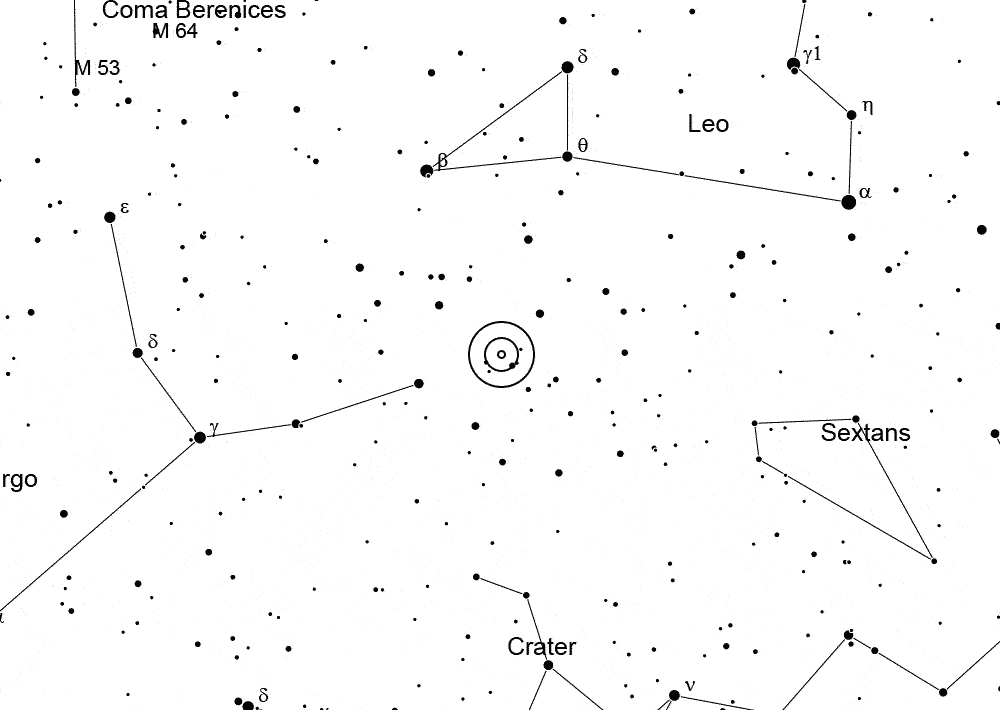 Coma Berenices
M 64
M 53
δ
γ1
η
Leo
β
θ
α
ε
δ
γ
Sextans
rgo
Crater
δ
ν